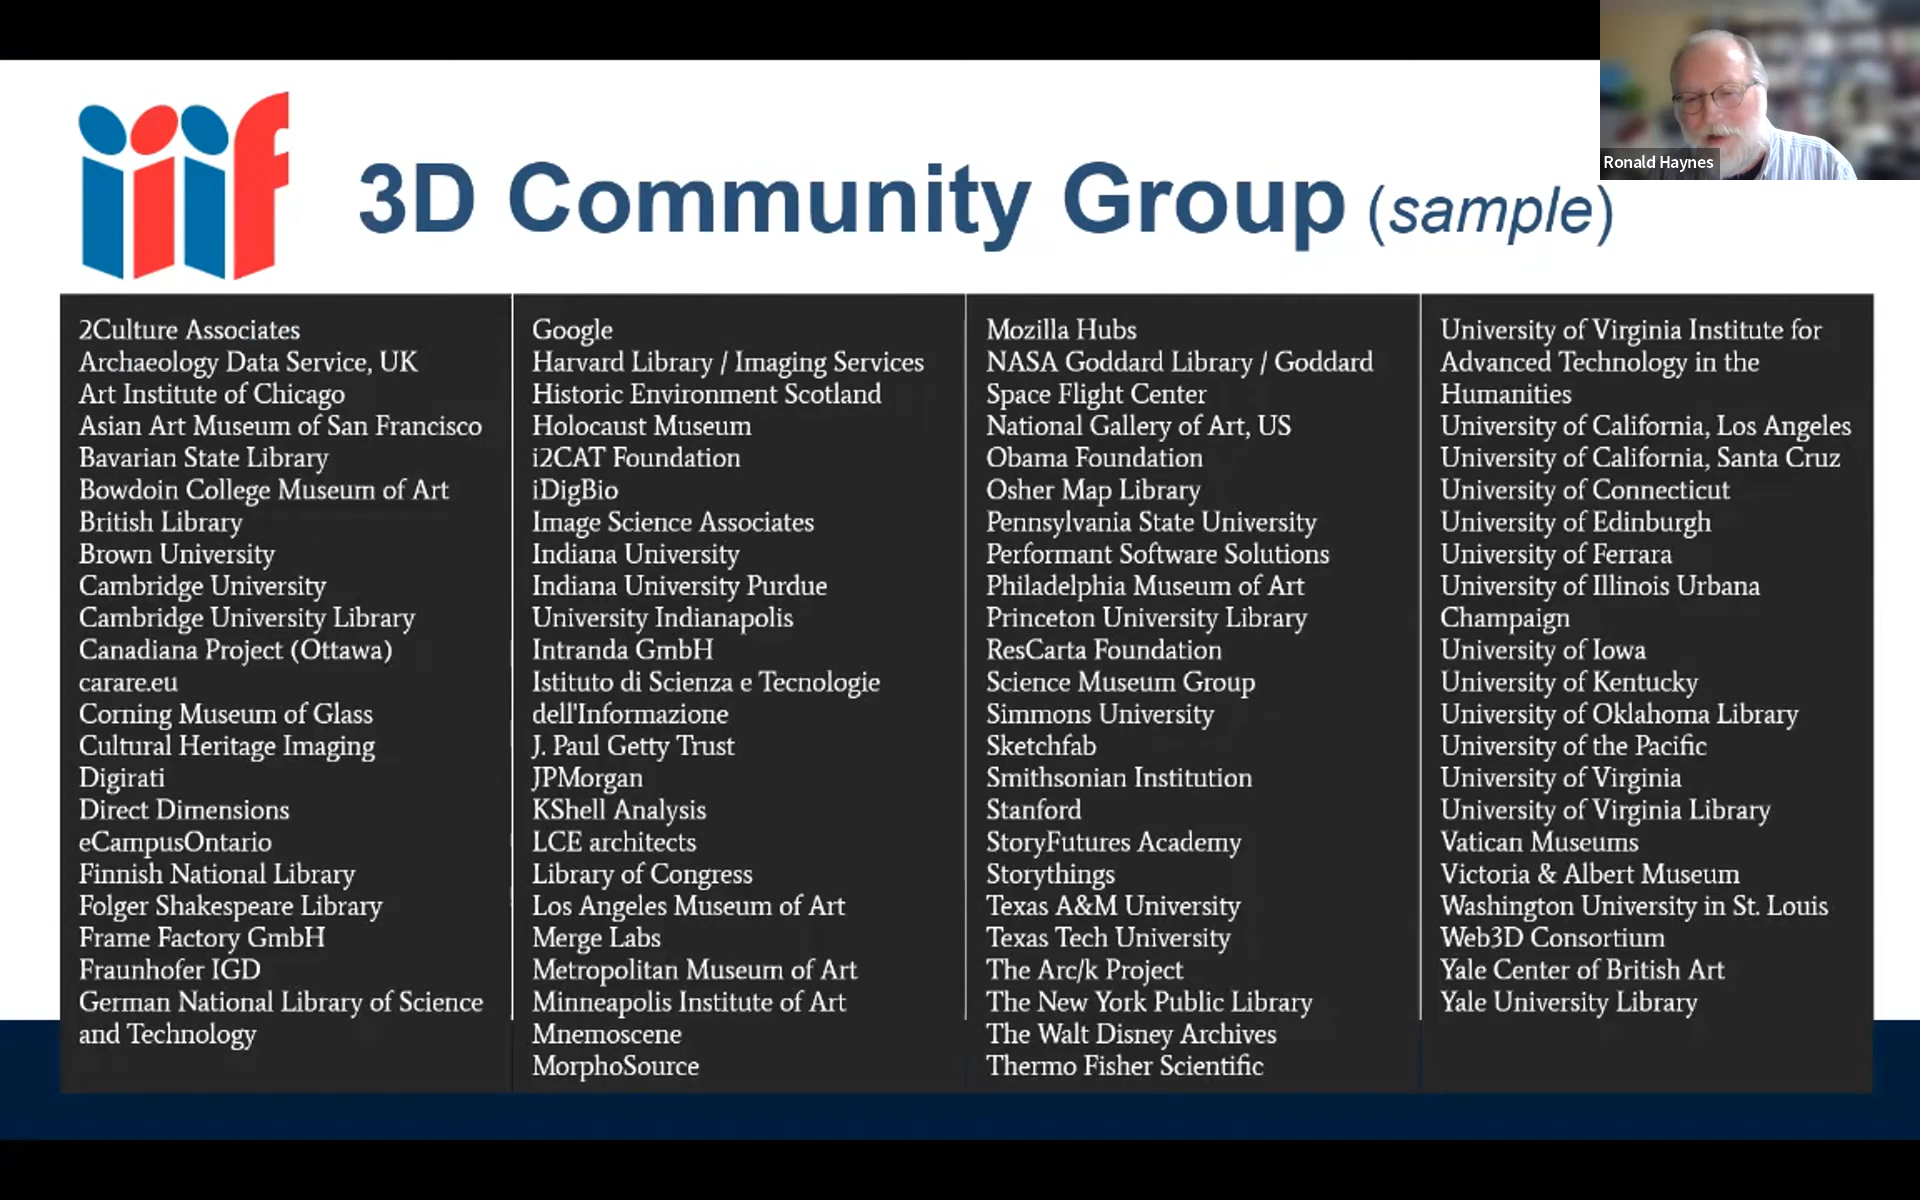 iiif
3D Community Group (sample)
Ronald Haynes
2Culture Associates
Archaeology Data Service, UK
Art Institute of Chicago
Asian Art Museum of San Francisco
Bavarian State Library
Bowdoin College Museum of Art
British Library
Brown University
Cambridge University
Cambridge University Library
Canadiana Project (Ottawa)
carare.eu
Corning Museum of Glass
Cultural Heritage Imaging
Digirati
Direct Dimensions
eCampusOntario
Finnish National Library
Folger Shakespeare Library
Frame Factory GmbH
Fraunhofer IGD
German National Library of Science
and Technology
Google
Harvard Library / Imaging Services
Historic Environment Scotland
Holocaust Museum
i2CAT Foundation
iDigBio
Image Science Associates
Indiana University
Indiana University Purdue
University Indianapolis
Intranda GmbH
Istituto di Scienza e Tecnologie
dell'Informazione
J. Paul Getty Trust
JPMorgan
KShell Analysis
LCE architects
Library of Congress
Los Angeles Museum of Art
Merge Labs
Metropolitan Museum of Art
Minneapolis Institute of Art
Mnemoscene
MorphoSource
Mozilla Hubs
NASA Goddard Library / Goddard
Space Flight Center
National Gallery of Art, US
Obama Foundation
Osher Map Library
Pennsylvania State University
Performant Software Solutions
Philadelphia Museum of Art
Princeton University Library
ResCarta Foundation
Science Museum Group
Simmons University
Sketchfab
Smithsonian Institution
Stanford
StoryFutures Academy
Storythings
Texas A&M University
Texas Tech University
The Arc/k Project
The New York Public Library
The Walt Disney Archives
Thermo Fisher Scientific
University of Virginia Institute for
Advanced Technology in the
Humanities
University of California, Los Angeles
University of California, Santa Cruz
University of Connecticut
University of Edinburgh
University of Ferrara
University of Illinois Urbana
Champaign
University of Iowa
University of Kentucky
University of Oklahoma Library
University of the Pacific
University of Virginia
University of Virginia Library
Vatican Museums
Victoria & Albert Museum
Washington University in St. Louis
Web3D Consortium
Yale Center of British Art
Yale University Library